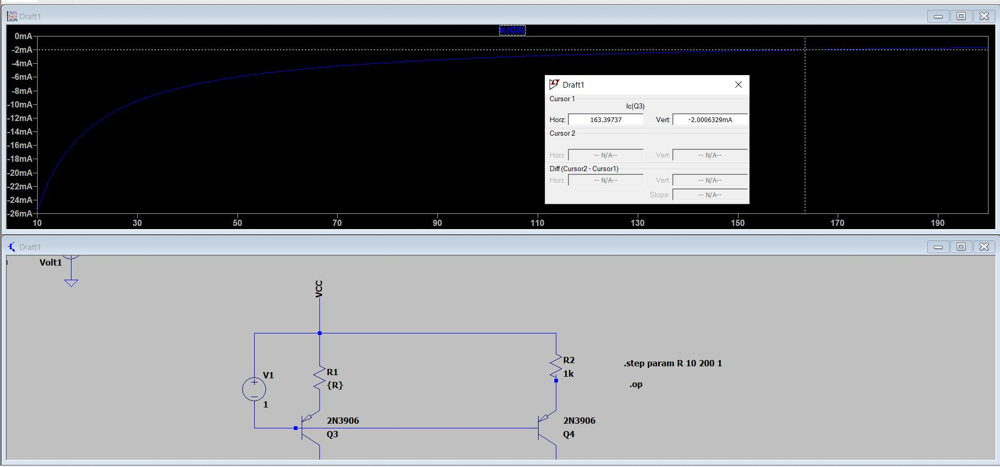 Draft1
Ic(Q3)
0mA
-2mA
-4mA
-6mA
-8mA
-10mA
-12mA
-14mA
-16mA
-18mA
-20mA
-22mA
-24mA
-26mA
10 30 50 70 90 110 130 150 170 190
Draft1
Cursor 1
Ic(Q3)
Horz: 163.39737 Vert: -2.0006329mA
Cursor 2
Horz: -- N/A-- Vert: -- N/A--
Diff (Cursor2 - Cursor1)
Horz: -- N/A-- Vert: -- N/A--
Slope: -- N/A--
Draft1
Volt1
VCC
V1
1
R1
{R}
R2
1k
.step param R 10 200 1
.op
2N3906
Q3
2N3906
Q4